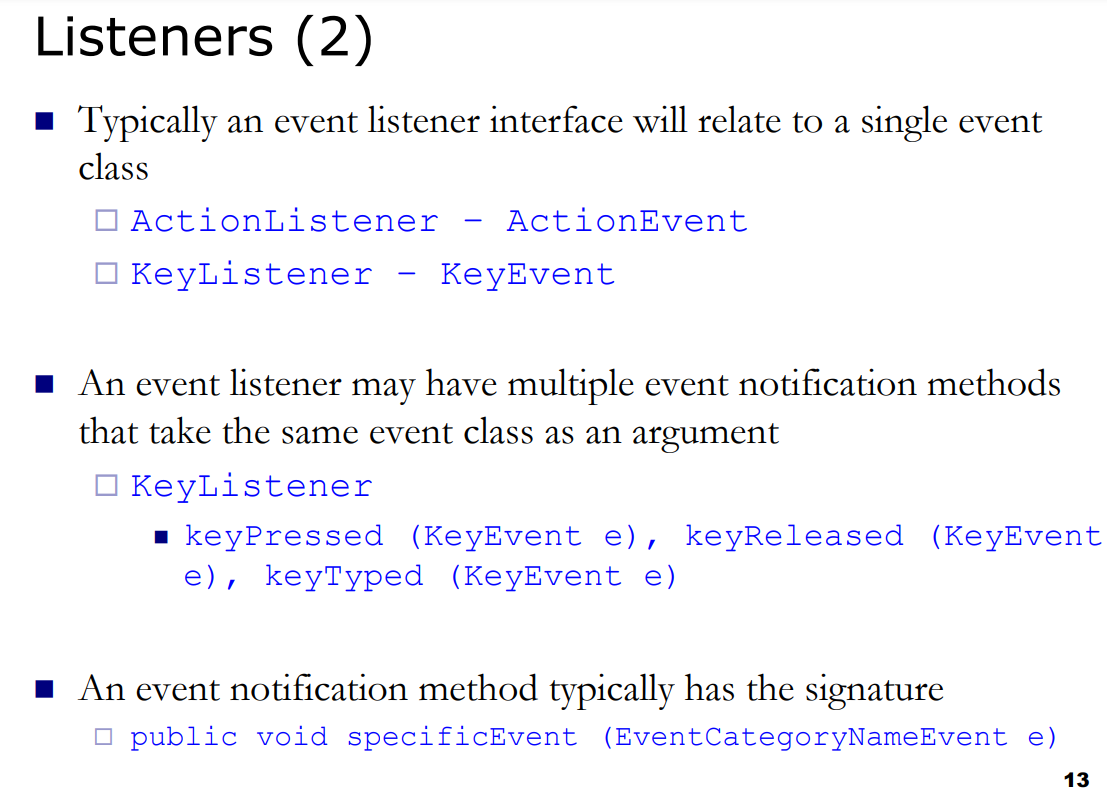 Listeners (2)
Typically an event listener interface will relate to a single event
class
ActionListener – ActionEvent
KeyListener – KeyEvent
An event listener may have multiple event notification methods
that take the same event class as an argument
KeyListener
keyPressed (KeyEvent e), keyReleased (KeyEvent
e), keyTyped (KeyEvent e)
An event notification method typically has the signature
public void specificEvent (EventCategoryNameEvent e)
13